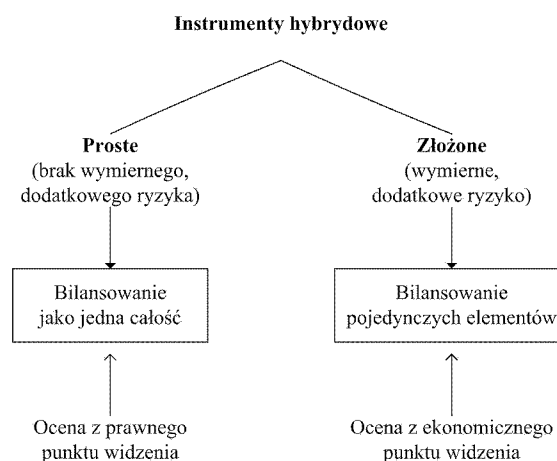 Instrumenty hybrydowe
Proste
(brak wymiernego,
dodatkowego ryzyka)
Złożone
(wymierne,
dodatkowe ryzyko)
Bilansowanie
jako jedna całość
Bilansowanie
pojedynczych elementów
Ocena z prawnego
punktu widzenia
Ocena z ekonomicznego
punktu widzenia